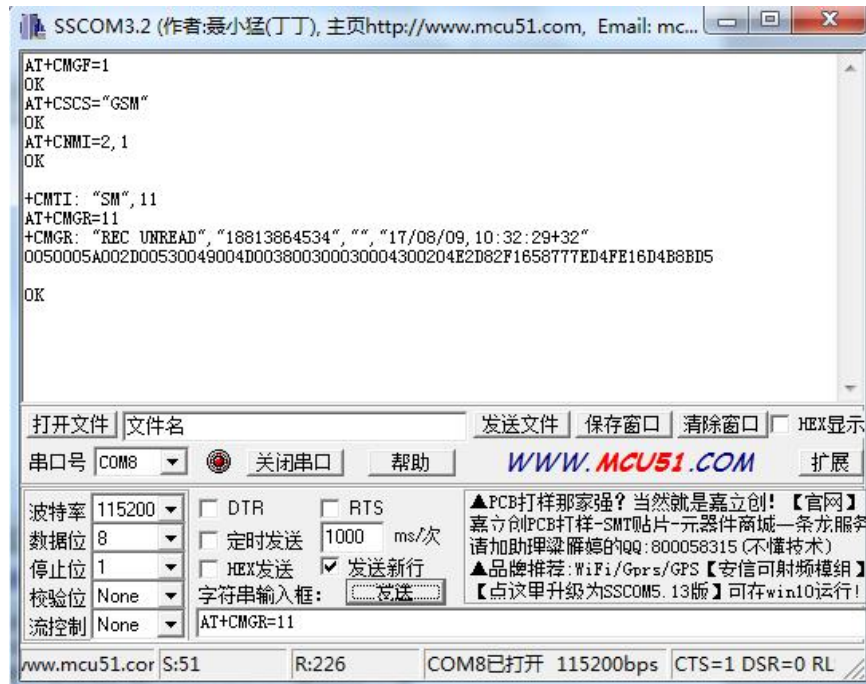 SSCOM3.2 (作者:聂小猛(丁丁), 主页http://www.mcu51.com, Email: mc...
AT+CMGF=1
OK
AT+CSCS="GSM"
OK
AT+CNMI=2,1
OK
+CMTI: "SM",11
AT+CMGR=11
+CMGR: "REC UNREAD","18813864534","","17/08/09,10:32:29+32"
0050005A002D00530049004D003800300030004300204E2D82F1658777ED4FE16D4B8BD5
OK
打开文件 文件名 发送文件 保存窗口 清除窗口 HEX显示
串口号 COM8 关闭串口 帮助 WWW.MCU51.COM 扩展
波特率 115200 DTR RTS
数据位 8 定时发送 1000 ms/次
停止位 1 HEX发送 发送新行
校验位 None 字符串输入框: 发送
流控制 None AT+CMGR=11
▲PCB打样那家强?当然就是嘉立创!【官网】
嘉立创PCB打样-SMT贴片-元器件商城—条龙服务
请加助理梁雁婷的QQ:800058315(不懂技术)
▲品牌推荐:WiFi/Gprs/GPS【安信可射频模组】
【点这里升级为SSCOM5.13版】可在win10运行!
www.mcu51.cor S:51 R:226 COM8已打开 115200bps CTS=1 DSR=0 RL